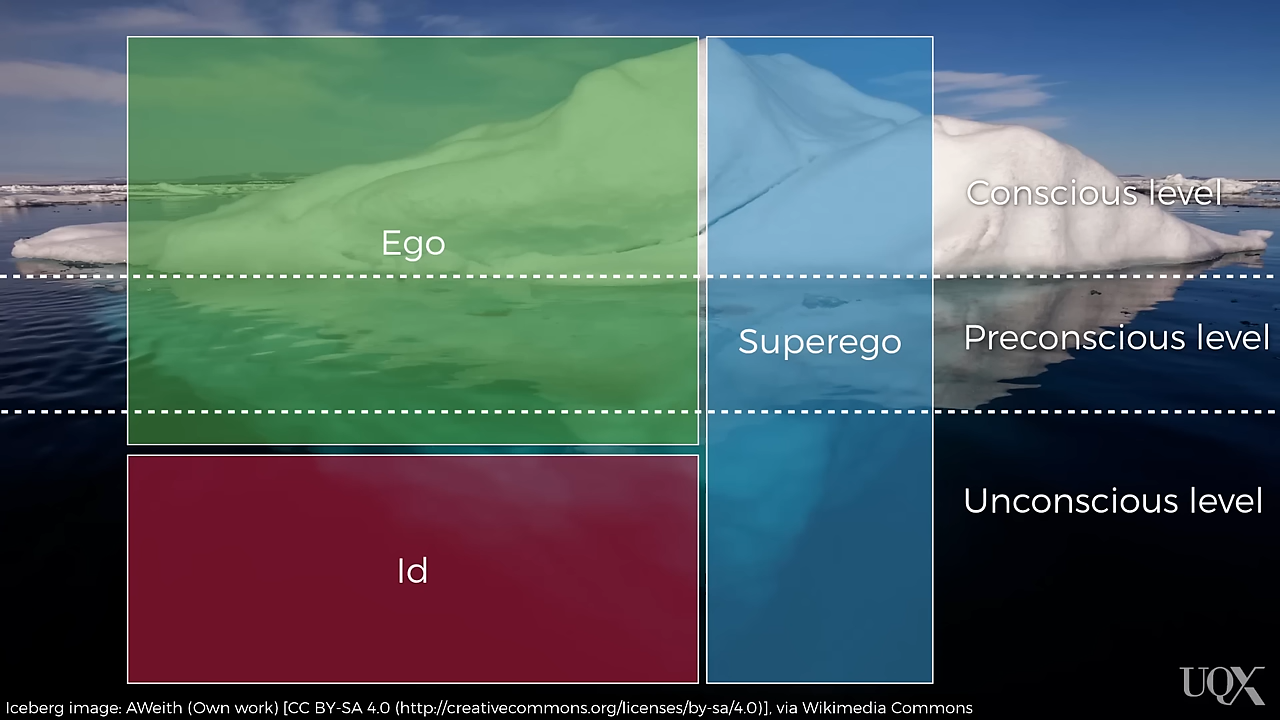 Conscious level
Ego
Preconscious level
Superego
Unconscious level
Id
UQX
Iceberg image: AWeith (Own work) [CC BY-SA 4.0 (http://creativecommons.org/licenses/by-sa/4.0)], via Wikimedia Commons